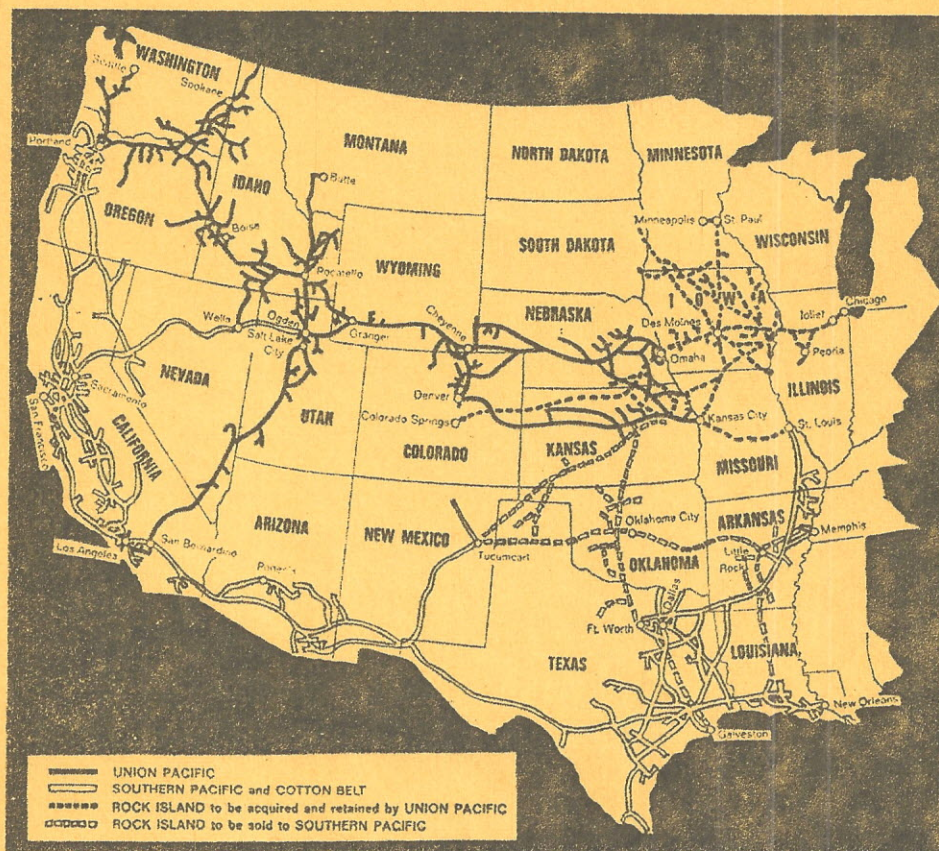 WASHINGTON
Seattle
Spokane
Portland
MONTANA
NORTH DAKOTA
MINNESOTA
Butte
IDAHO
OREGON
Boise
Minneapolis
St. Paul
SOUTH DAKOTA
WISCONSIN
WYOMING
Pocatello
IOWA
Chicago
NEBRASKA
Joliet
Des Moines
Cheyenne
Wells
Ogden
Granger
Salt Lake
City
Omaha
Peoria
NEVADA
Sacramento
San Francisco
CALIFORNIA
UTAH
Denver
Colorado Springs
COLORADO
KANSAS
Kansas City
ILLINOIS
St. Louis
MISSOURI
ARIZONA
NEW MEXICO
Tucumcari
Oklahoma City
OKLAHOMA
ARKANSAS
Memphis
Little
Rock
Los Angeles
San Bernardino
Dallas
Ft. Worth
TEXAS
LOUISIANA
New Orleans
Galveston
UNION PACIFIC
SOUTHERN PACIFIC and COTTON BELT
ROCK ISLAND to be acquired and retained by UNION PACIFIC
ROCK ISLAND to be sold to SOUTHERN PACIFIC